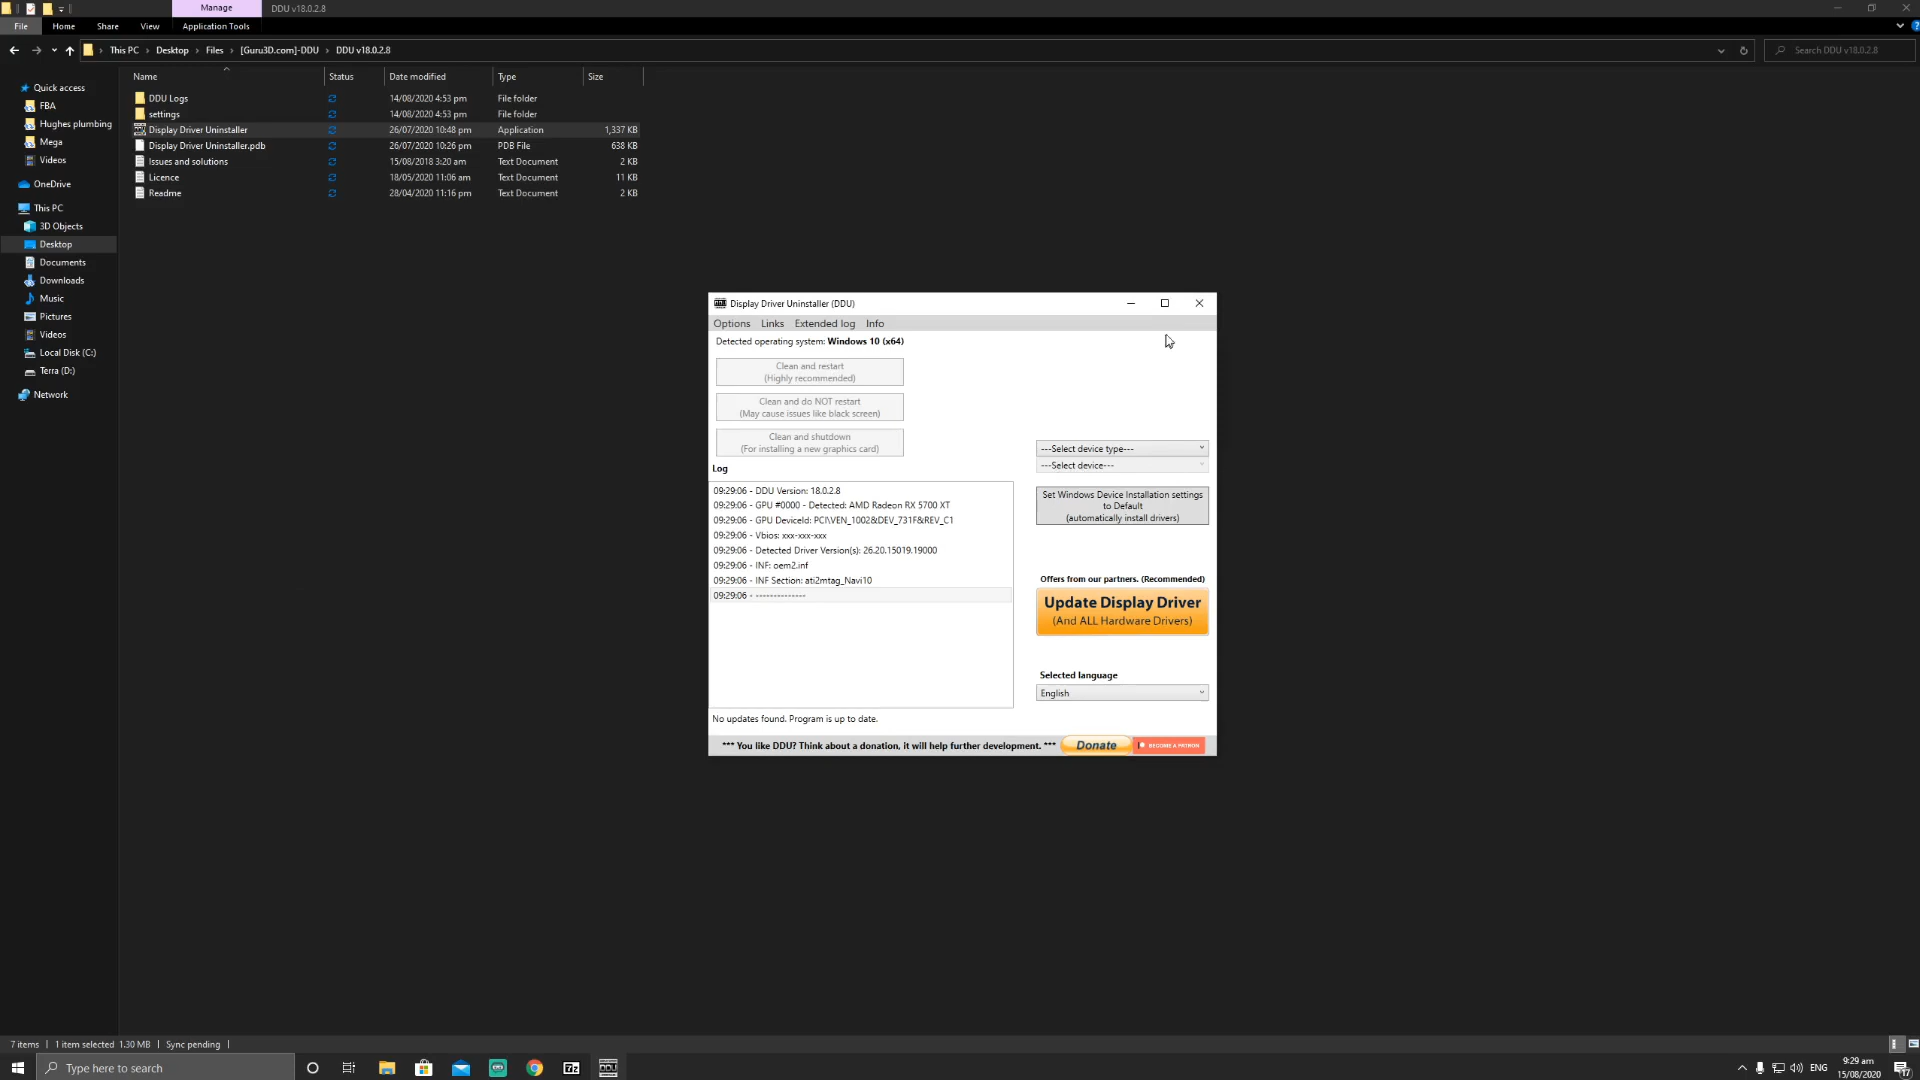 Manage
DDU v18.0.2.8
File
Home
Share
View
Application Tools
This PC
Desktop
Files
[Guru3D.com]-DDU
DDU v18.0.2.8
Search DDU v18.0.2.8
Name
Status
Date modified
Type
Size
Quick access
FBA
Hughes plumbing
Mega
Videos
OneDrive
This PC
3D Objects
Desktop
Documents
Downloads
Music
Pictures
Videos
Local Disk (C:)
Terra (D:)
Network
DDU Logs 14/08/2020 4:53 pm File folder
settings 14/08/2020 4:53 pm File folder
Display Driver Uninstaller 26/07/2020 10:48 pm Application 1,337 KB
Display Driver Uninstaller.pdb 26/07/2020 10:26 pm PDB File 638 KB
Issues and solutions 15/08/2018 3:20 am Text Document 2 KB
Licence 18/05/2020 11:06 am Text Document 11 KB
Readme 28/04/2020 11:16 pm Text Document 2 KB
Display Driver Uninstaller (DDU)
Options Links Extended log Info
Detected operating system: Windows 10 (x64)
Clean and restart
(Highly recommended)
Clean and do NOT restart
(May cause issues like black screen)
Clean and shutdown
(For installing a new graphics card)
Log
09:29:06 - DDU Version: 18.0.2.8
09:29:06 - GPU #0000 - Detected: AMD Radeon RX 5700 XT
09:29:06 - GPU DeviceId: PCI\VEN_1002&DEV_731F&REV_C1
09:29:06 - Vbios: xxx-xxx-xxx
09:29:06 - Detected Driver Version(s): 26.20.15019.19000
09:29:06 - INF: oem2.inf
09:29:06 - INF Section: ati2mtag_Navi10
09:29:06 - --------------
---Select device type---
---Select device---
Set Windows Device Installation settings
to Default
(automatically install drivers)
Offers from our partners. (Recommended)
Update Display Driver
(And ALL Hardware Drivers)
Selected language
English
No updates found. Program is up to date.
*** You like DDU? Think about a donation, it will help further development. ***
Donate
BECOME A PATRON
7 items
1 item selected 1.30 MB
Sync pending
Type here to search
7z
DDU
ENG
9:29 am
15/08/2020
17